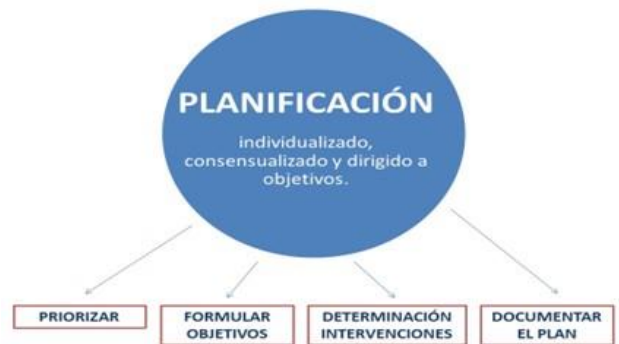 PLANIFICACIÓN
individualizado,
consensualizado y dirigido a
objetivos.
PRIORIZAR
FORMULAR
OBJETIVOS
DETERMINACIÓN
INTERVENCIONES
DOCUMENTAR
EL PLAN